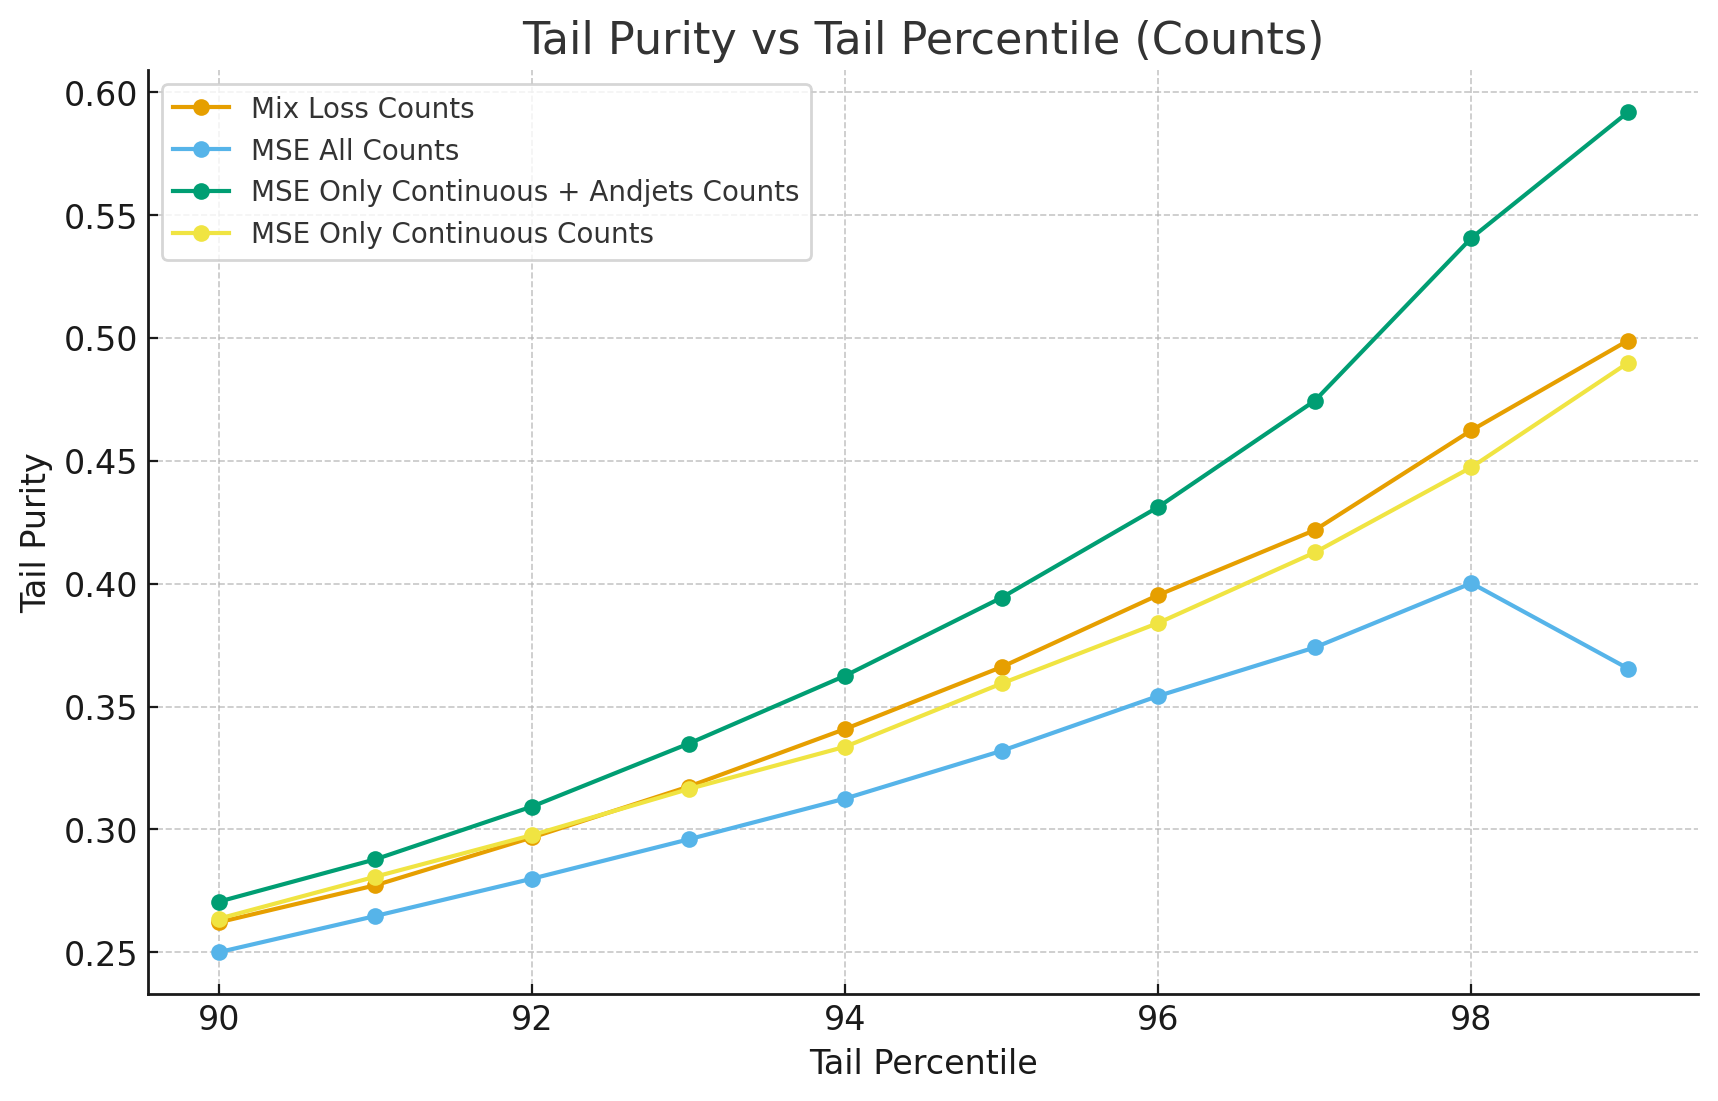 Tail Purity vs Tail Percentile (Counts)
Mix Loss Counts
MSE All Counts
MSE Only Continuous + Andjets Counts
MSE Only Continuous Counts
Tail Purity
0.60
0.55
0.50
0.45
0.40
0.35
0.30
0.25
90 92 94 96 98
Tail Percentile